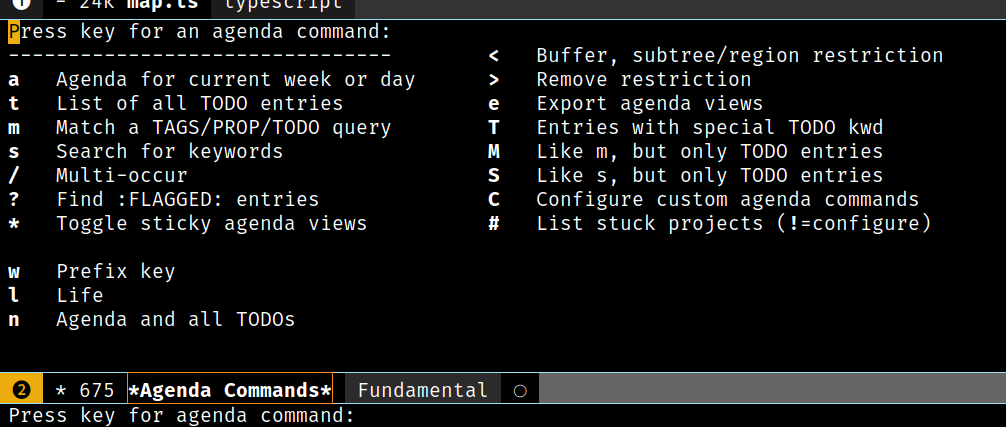 1 - 24k map.ts typescript
Press key for an agenda command:
--------------------------------        <   Buffer, subtree/region restriction
a   Agenda for current week or day      >   Remove restriction
t   List of all TODO entries            e   Export agenda views
m   Match a TAGS/PROP/TODO query        T   Entries with special TODO kwd
s   Search for keywords                 M   Like m, but only TODO entries
/   Multi-occur                         S   Like s, but only TODO entries
?   Find :FLAGGED: entries              C   Configure custom agenda commands
*   Toggle sticky agenda views          #   List stuck projects (!=configure)
w   Prefix key
l   Life
n   Agenda and all TODOs
2 * 675 *Agenda Commands* Fundamental
Press key for agenda command: